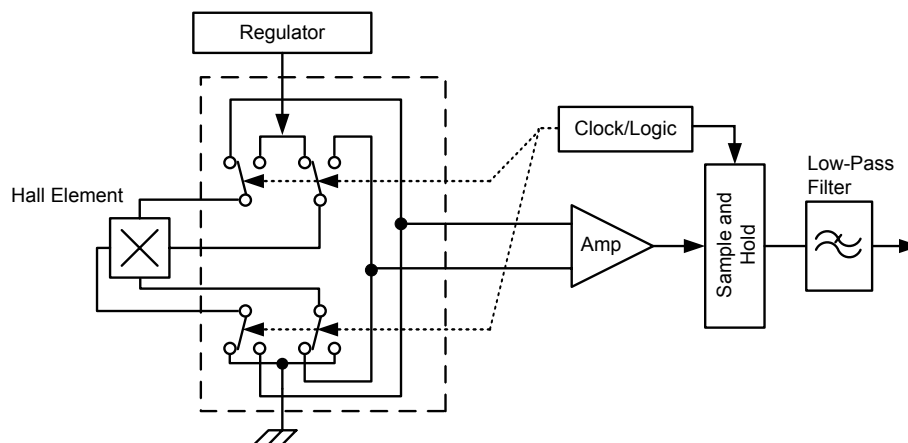 Regulator
Clock/Logic
Hall Element
Low-Pass
Filter
Amp
Sample and
Hold